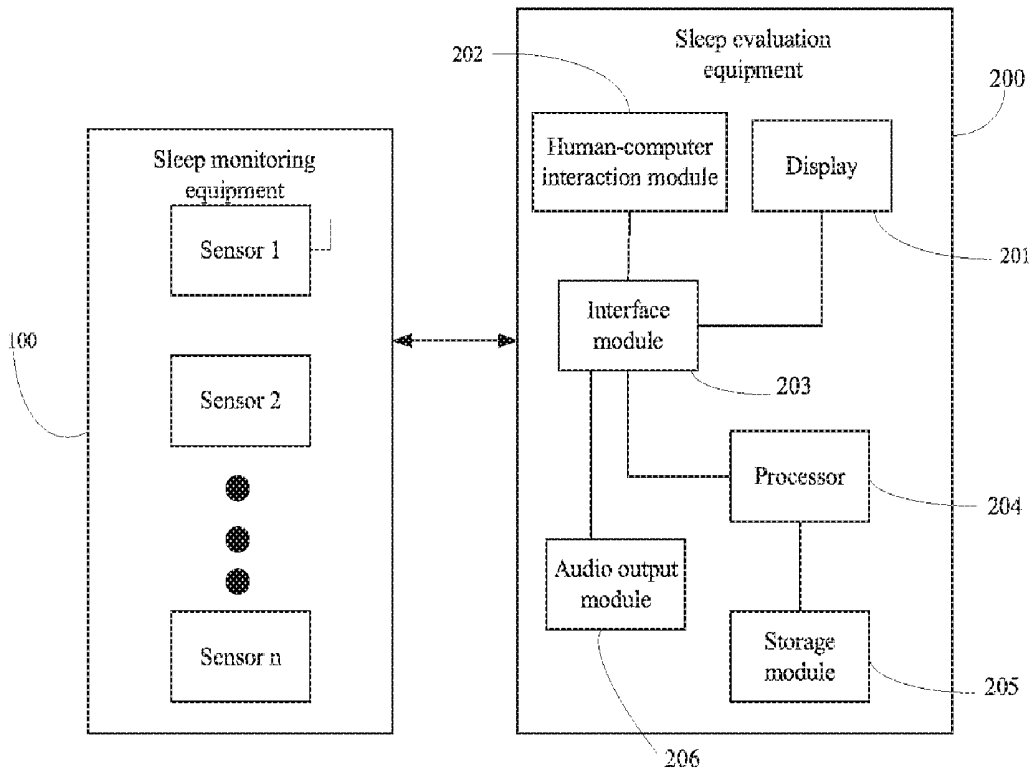 Sleep evaluation
equipment
202
200
Human-computer
interaction module
Display
201
Sleep monitoring
equipment
Sensor 1
Interface
module
203
100
Sensor 2
Processor
204
Audio output
module
Storage
module
205
Sensor n
206